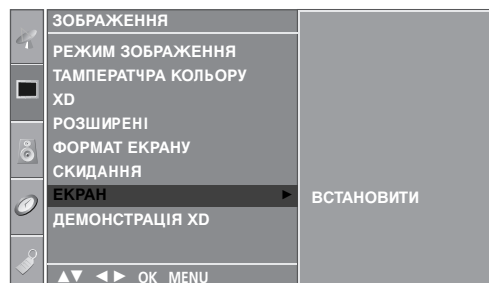 ЗОБРАЖЕННЯ
РЕЖИМ ЗОБРАЖЕННЯ
ТАМПЕРАТЧРА КОЛЬОРУ
XD
РОЗШИРЕНІ
ФОРМАТ ЕКРАНУ
СКИДАННЯ
ЕКРАН ► ВСТАНОВИТИ
ДЕМОНСТРАЦІЯ XD
▲▼ ◄► OK MENU